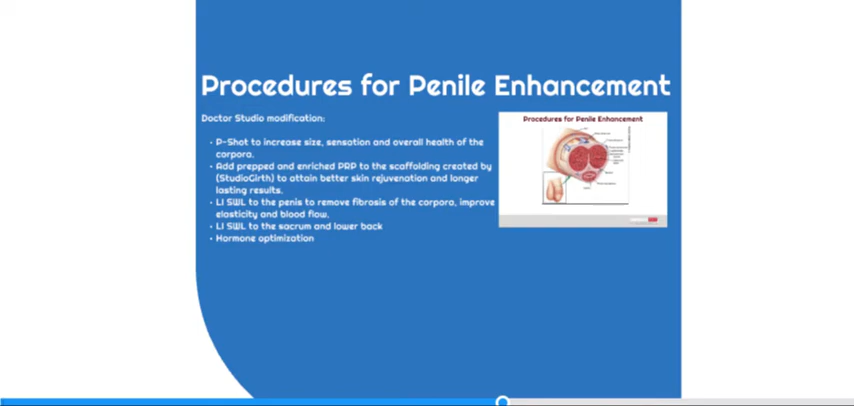 Procedures for Penile Enhancement
Doctor Studio modification:
• P-Shot to increase size, sensation and overall health of the
corpora.
• Add prepped and enriched PRP to the scaffolding created by
(StudioGirth) to attain better skin rejuvenation and longer
lasting results.
• LI SWL to the penis to remove fibrosis of the corpora, improve
elasticity and blood flow.
• LI SWL to the sacrum and lower back
• Hormone optimization
Procedures for Penile Enhancement